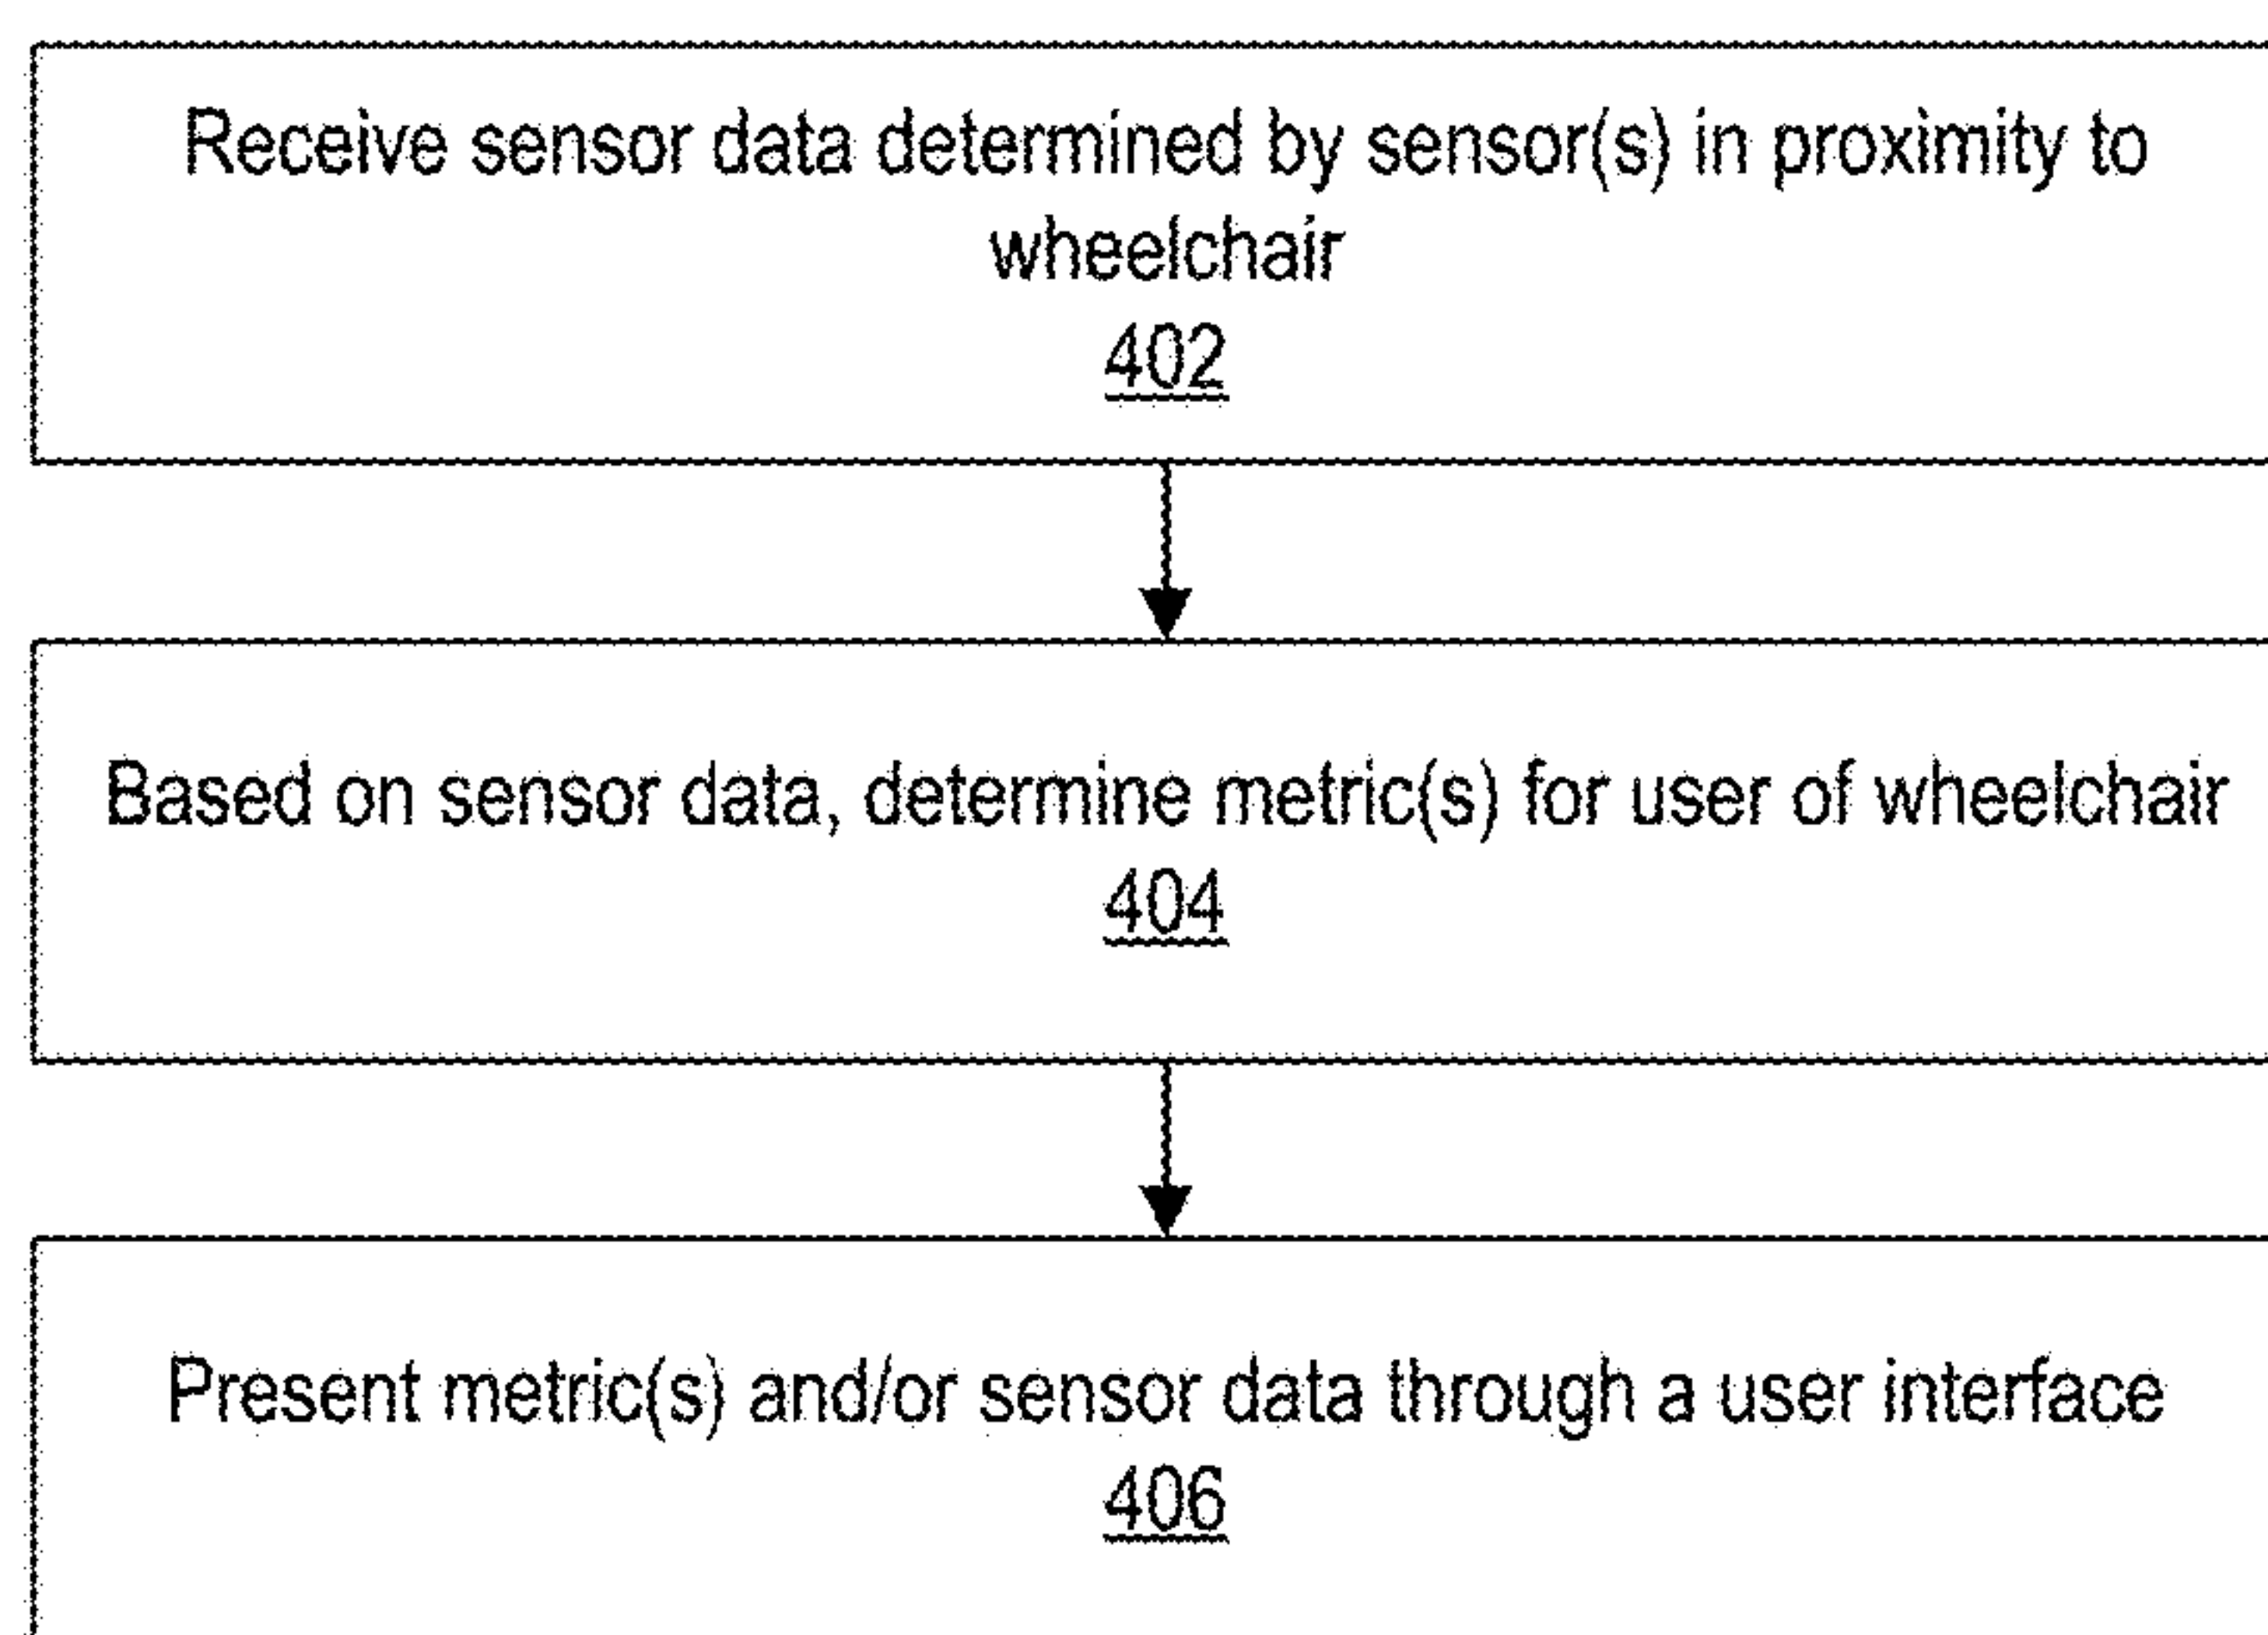 Receive sensor data determined by sensor(s) in proximity to
wheelchair
402
Based on sensor data, determine metric(s) for user of wheelchair
404
Present metric(s) and/or sensor data through a user interface
406